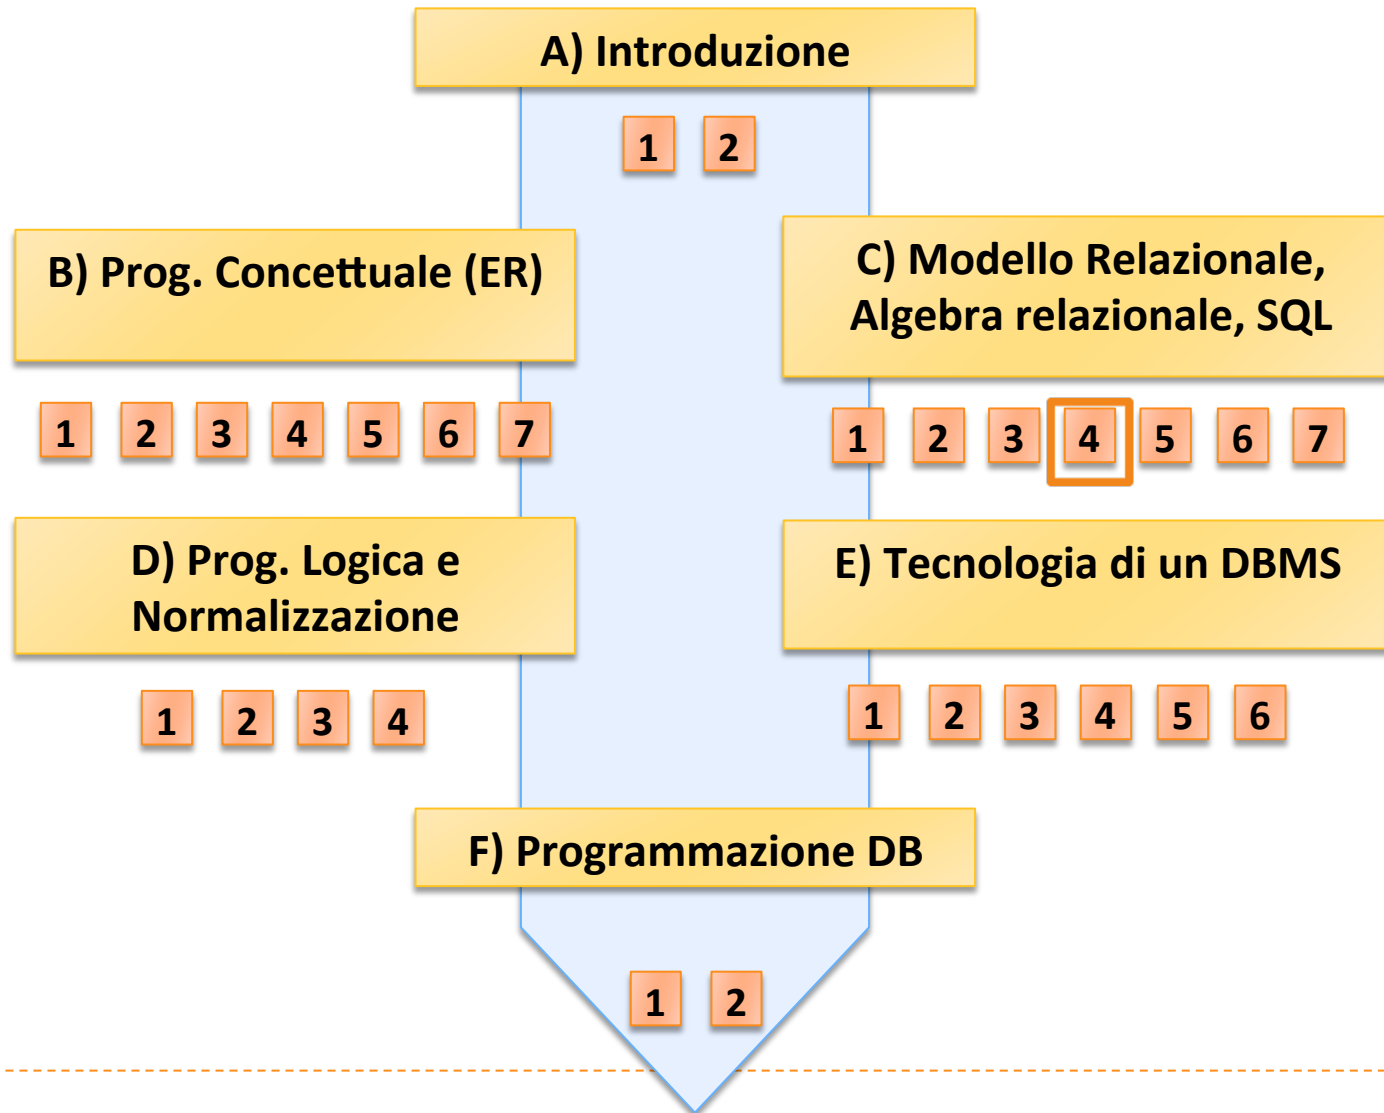 A) Introduzione
1 2
B) Prog. Concettuale (ER)
1 2 3 4 5 6 7
C) Modello Relazionale,
Algebra relazionale, SQL
1 2 3 4 5 6 7
D) Prog. Logica e
Normalizzazione
1 2 3 4
E) Tecnologia di un DBMS
1 2 3 4 5 6
F) Programmazione DB
1 2